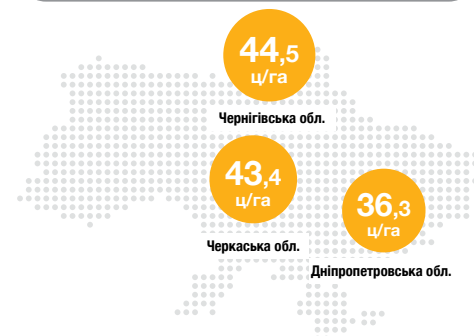 44,5
ц/га
Чернігівська обл.
43,4
ц/га
Черкаська обл.
36,3
ц/га
Дніпропетровська обл.